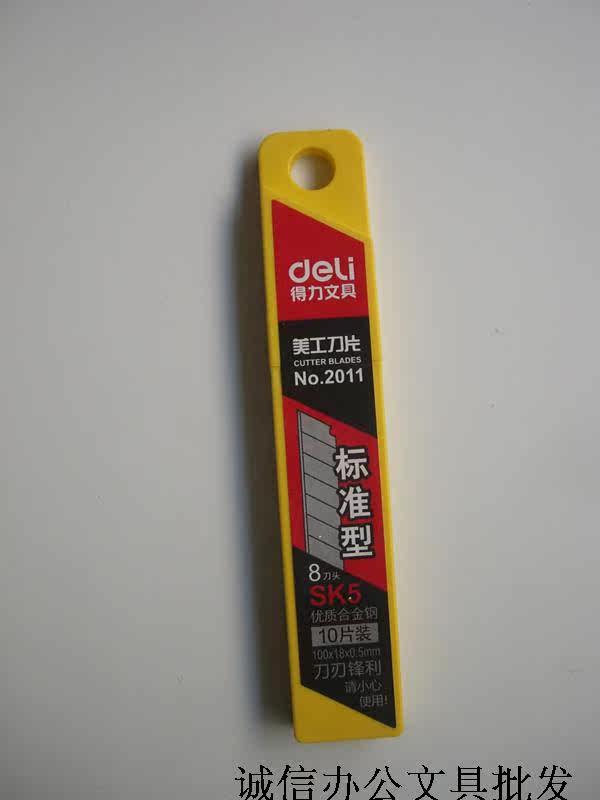 deli
得力文具
美工刀片
CUTTER BLADES
No.2011
标准型
8刀头
SK5
优质合金钢
10片装
100x18x0.5mm
刀刃锋利
请小心
使用!
诚信办公文具批发